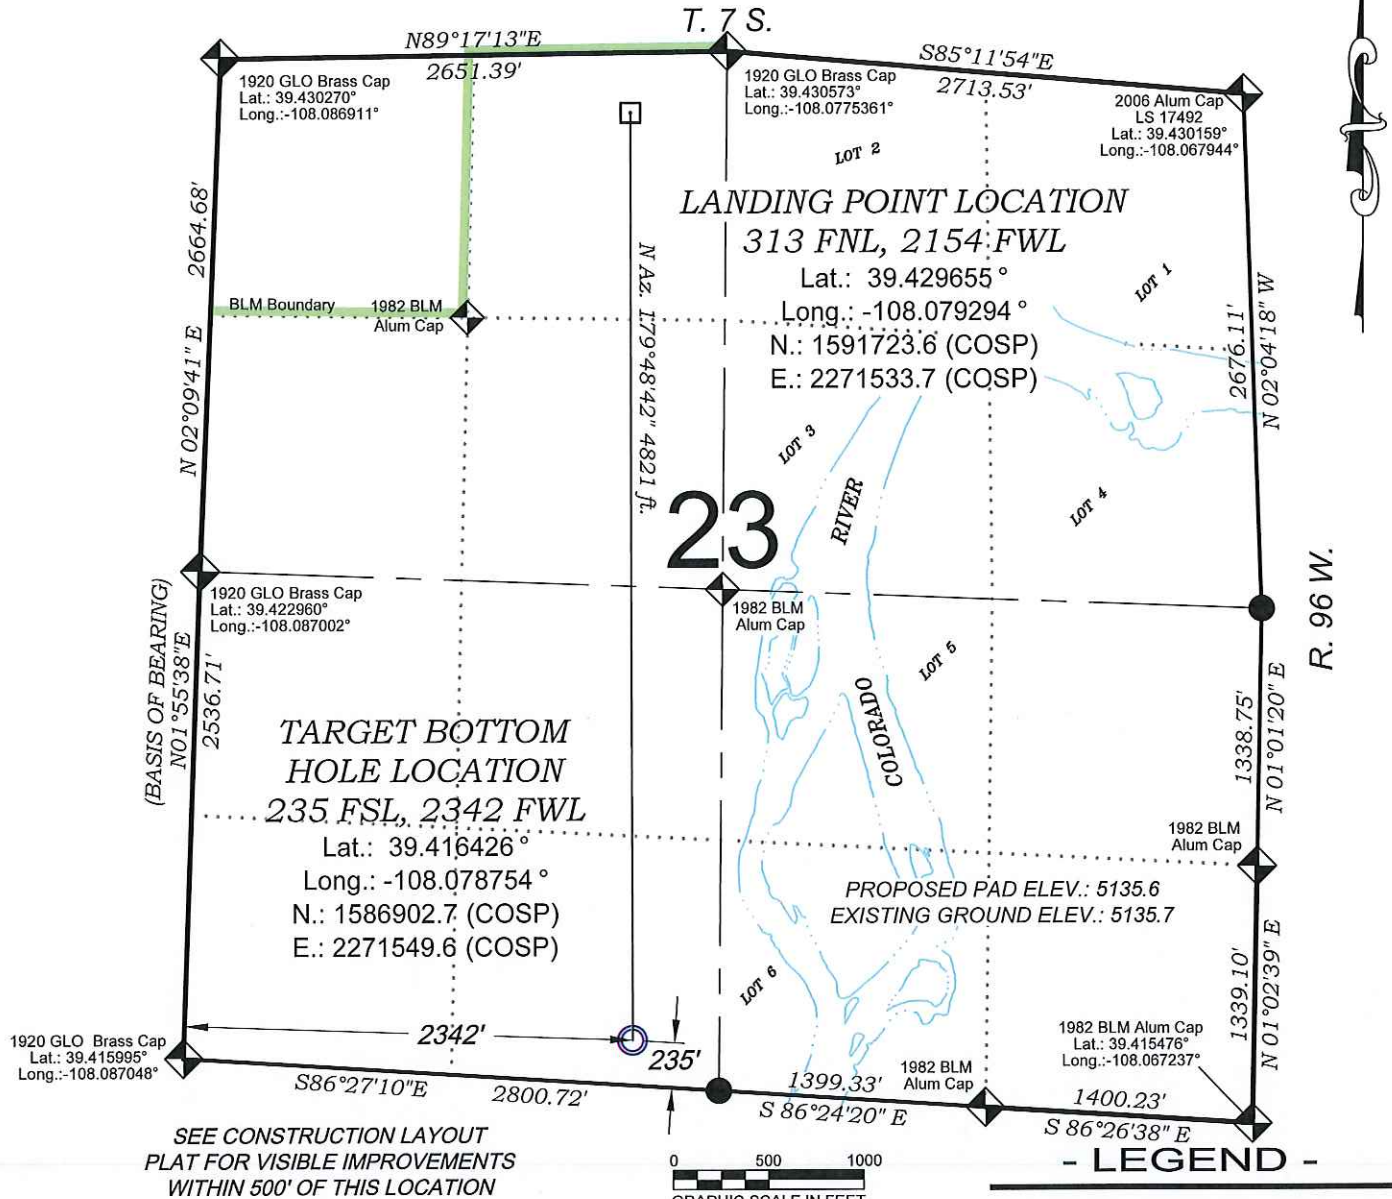 T. 7 S.
N89°17'13"E
2651.39'
S85°11'54"E
2713.53'
1920 GLO Brass Cap
Lat.: 39.430270°
Long.:-108.086911°
1920 GLO Brass Cap
Lat.: 39.430573°
Long.:-108.0775361°
2006 Alum Cap
LS 17492
Lat.: 39.430159°
Long.:-108.067944°
LOT 2
LANDING POINT LOCATION
313 FNL, 2154 FWL
Lat.: 39.429655°
Long.: -108.079294°
N.: 1591723.6 (COSP)
E.: 2271533.7 (COSP)
LOT 1
2664.68'
N 02°09'41" E
BLM Boundary
1982 BLM
Alum Cap
N Az. 179°48'42" 4821 ft.
2676.11'
N 02°04'18" W
LOT 3
LOT 4
RIVER
23
1920 GLO Brass Cap
Lat.: 39.422960°
Long.:-108.087002°
1982 BLM
Alum Cap
R. 96 W.
(BASIS OF BEARING)
N01°55'38"E
2536.71'
LOT 5
COLORADO
1338.75'
N 01°01'20" E
TARGET BOTTOM
HOLE LOCATION
235 FSL, 2342 FWL
Lat.: 39.416426°
Long.: -108.078754°
N.: 1586902.7 (COSP)
E.: 2271549.6 (COSP)
1982 BLM
Alum Cap
PROPOSED PAD ELEV.: 5135.6
EXISTING GROUND ELEV.: 5135.7
LOT 6
1339.10'
N 01°02'39" E
2342'
235'
1920 GLO Brass Cap
Lat.: 39.415995°
Long.:-108.087048°
1982 BLM Alum Cap
Lat.: 39.415476°
Long.:-108.067237°
1982 BLM
Alum Cap
S86°27'10"E
2800.72'
1399.33'
S 86°24'20" E
1400.23'
S 86°26'38" E
SEE CONSTRUCTION LAYOUT
PLAT FOR VISIBLE IMPROVEMENTS
WITHIN 500' OF THIS LOCATION
0 500 1000
GRAPHIC SCALE IN FEET
- LEGEND -